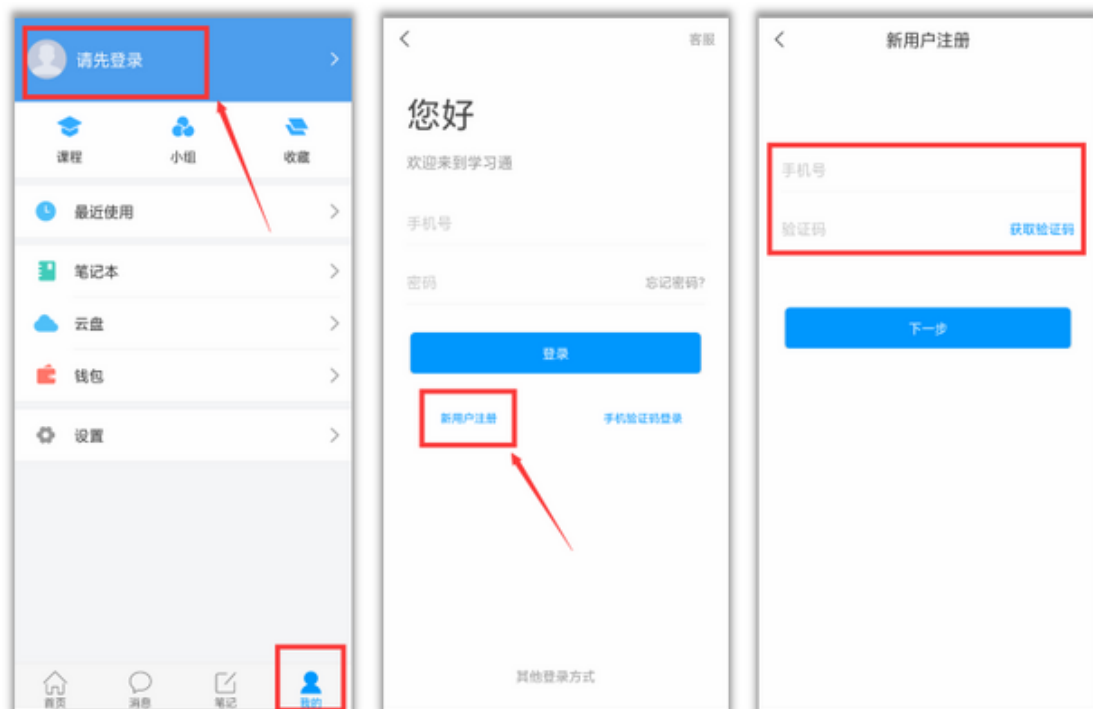 请先登录
课程
小组
收藏
最近使用
笔记本
云盘
钱包
设置
首页
消息
笔记
我的
客服
您好
欢迎来到学习通
手机号
密码
忘记密码?
登录
新用户注册
手机验证码登录
其他登录方式
新用户注册
手机号
验证码
获取验证码
下一步